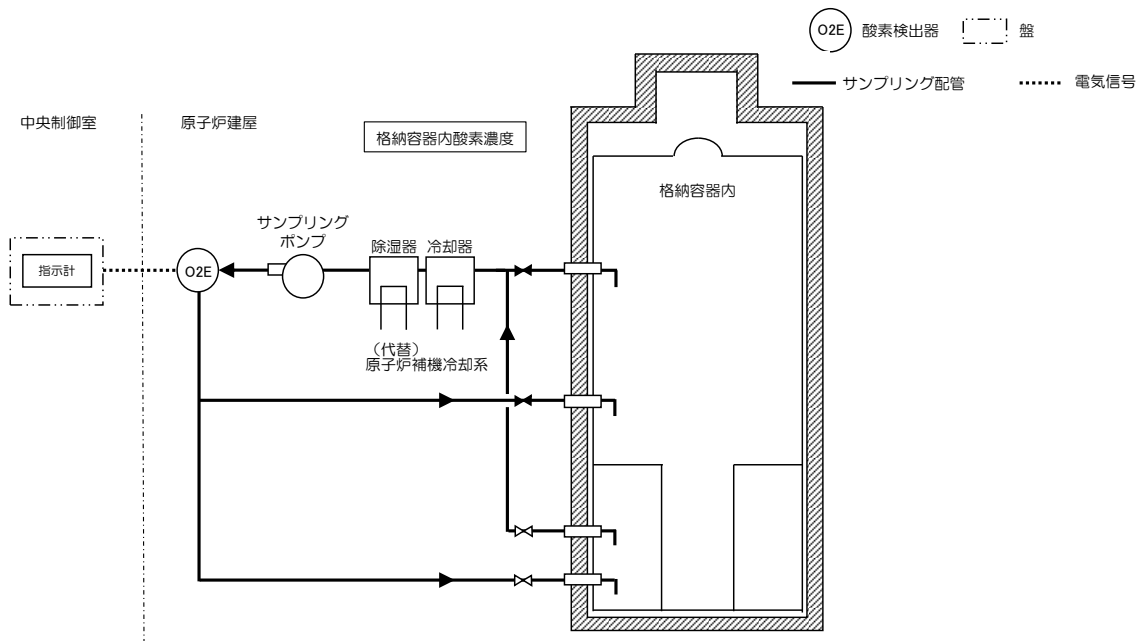 O2E 酸素検出器 盤
サンプリング配管 電気信号
中央制御室 原子炉建屋
格納容器内酸素濃度
格納容器内
サンプリング
ポンプ
除湿器 冷却器
指示計
O2E
（代替）
原子炉補機冷却系